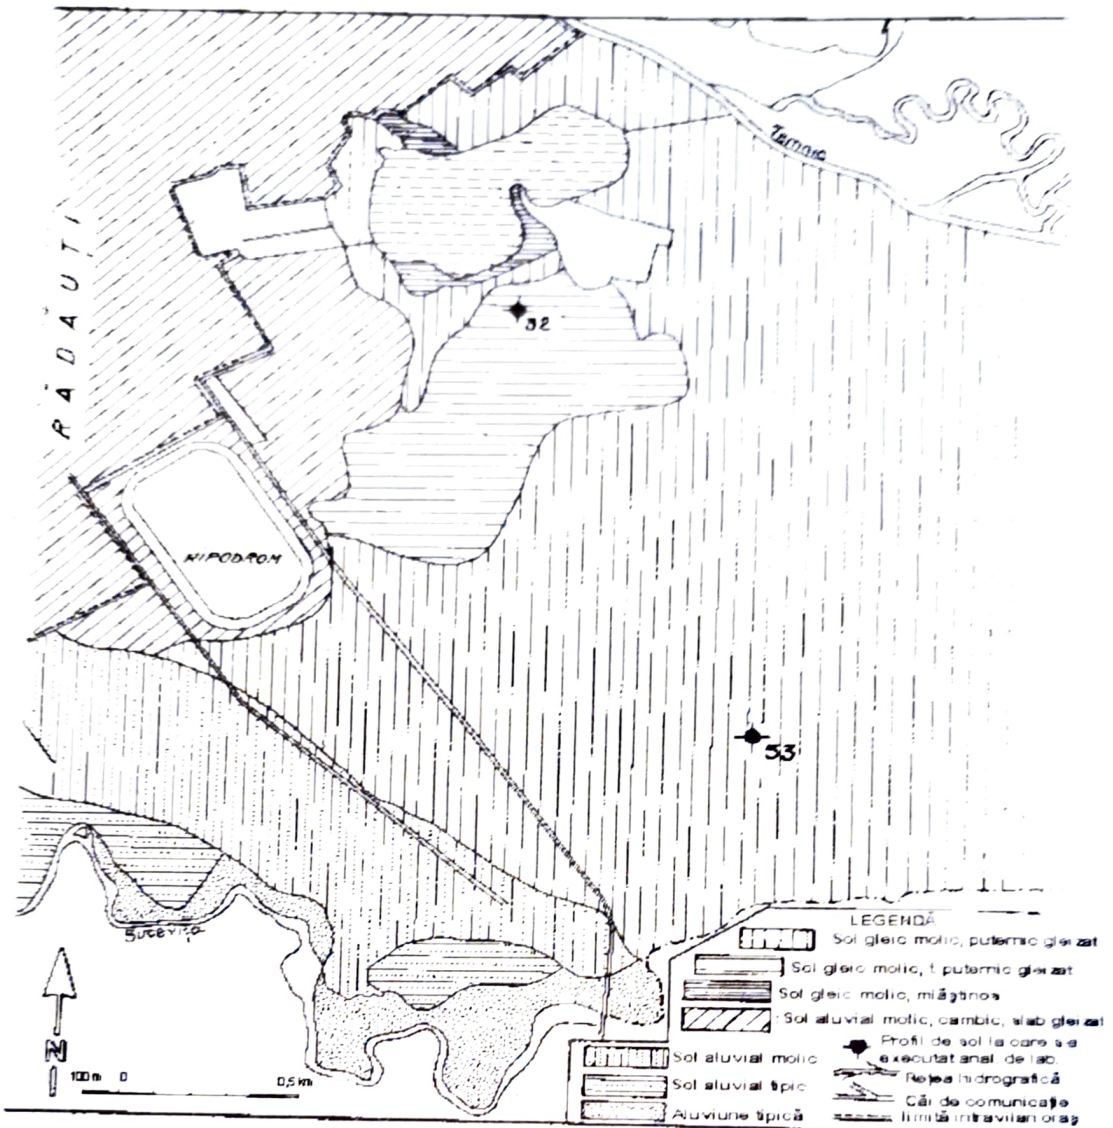 RĂDĂUȚI
Temnic
32
HIPODROM
53
Sucevița
N
100 m 0 0,5 km
LEGENDĂ
Sol gleic molic, puternic gleizat
Sol gleic molic, f. puternic gleizat
Sol gleic molic, mlăștinos
Sol aluvial molic, cambic, slab gleizat
Sol aluvial molic
Sol aluvial tipic
Aluviune tipică
Profil de sol la care s-a
executat anal. de lab.
Rețea hidrografică
Căi de comunicație
limită intravilan oraș